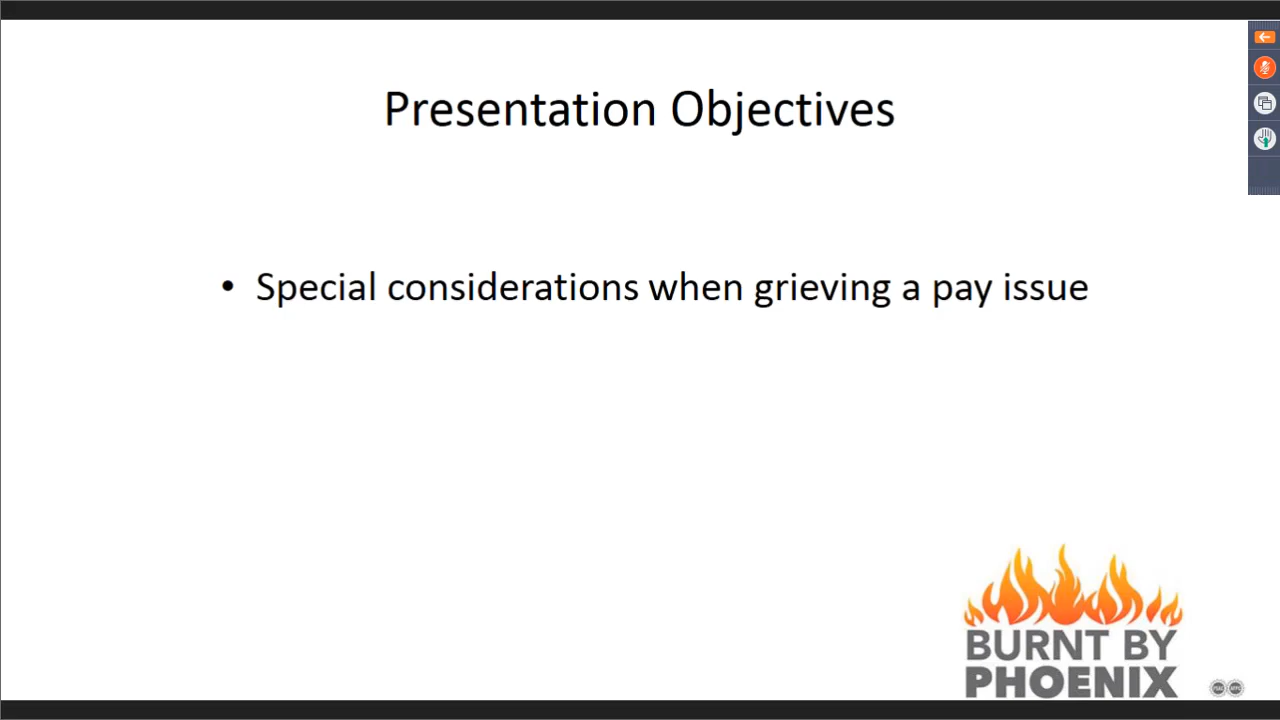 Presentation Objectives
• Special considerations when grieving a pay issue
BURNT BY
PHOENIX